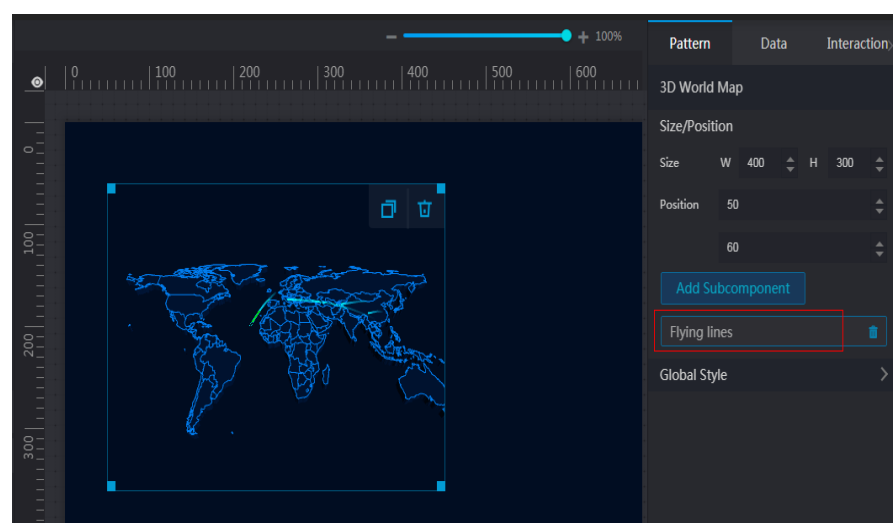 100%
Pattern Data Interaction
0 100 200 300 400 500 600
3D World Map
Size/Position
Size W 400 H 300
Position 50
60
Add Subcomponent
Flying lines
Global Style
0
100
200
300